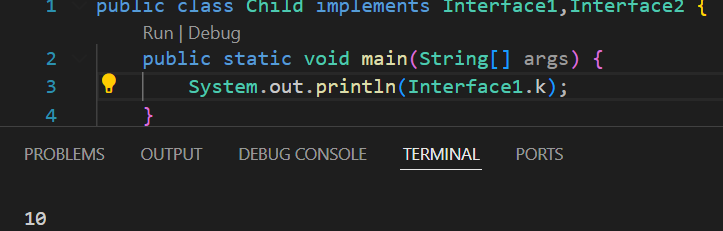 1 public class Child implements Interface1,Interface2 {
Run | Debug
2 public static void main(String[] args) {
3 System.out.println(Interface1.k);
4 }
PROBLEMS OUTPUT DEBUG CONSOLE TERMINAL PORTS
10